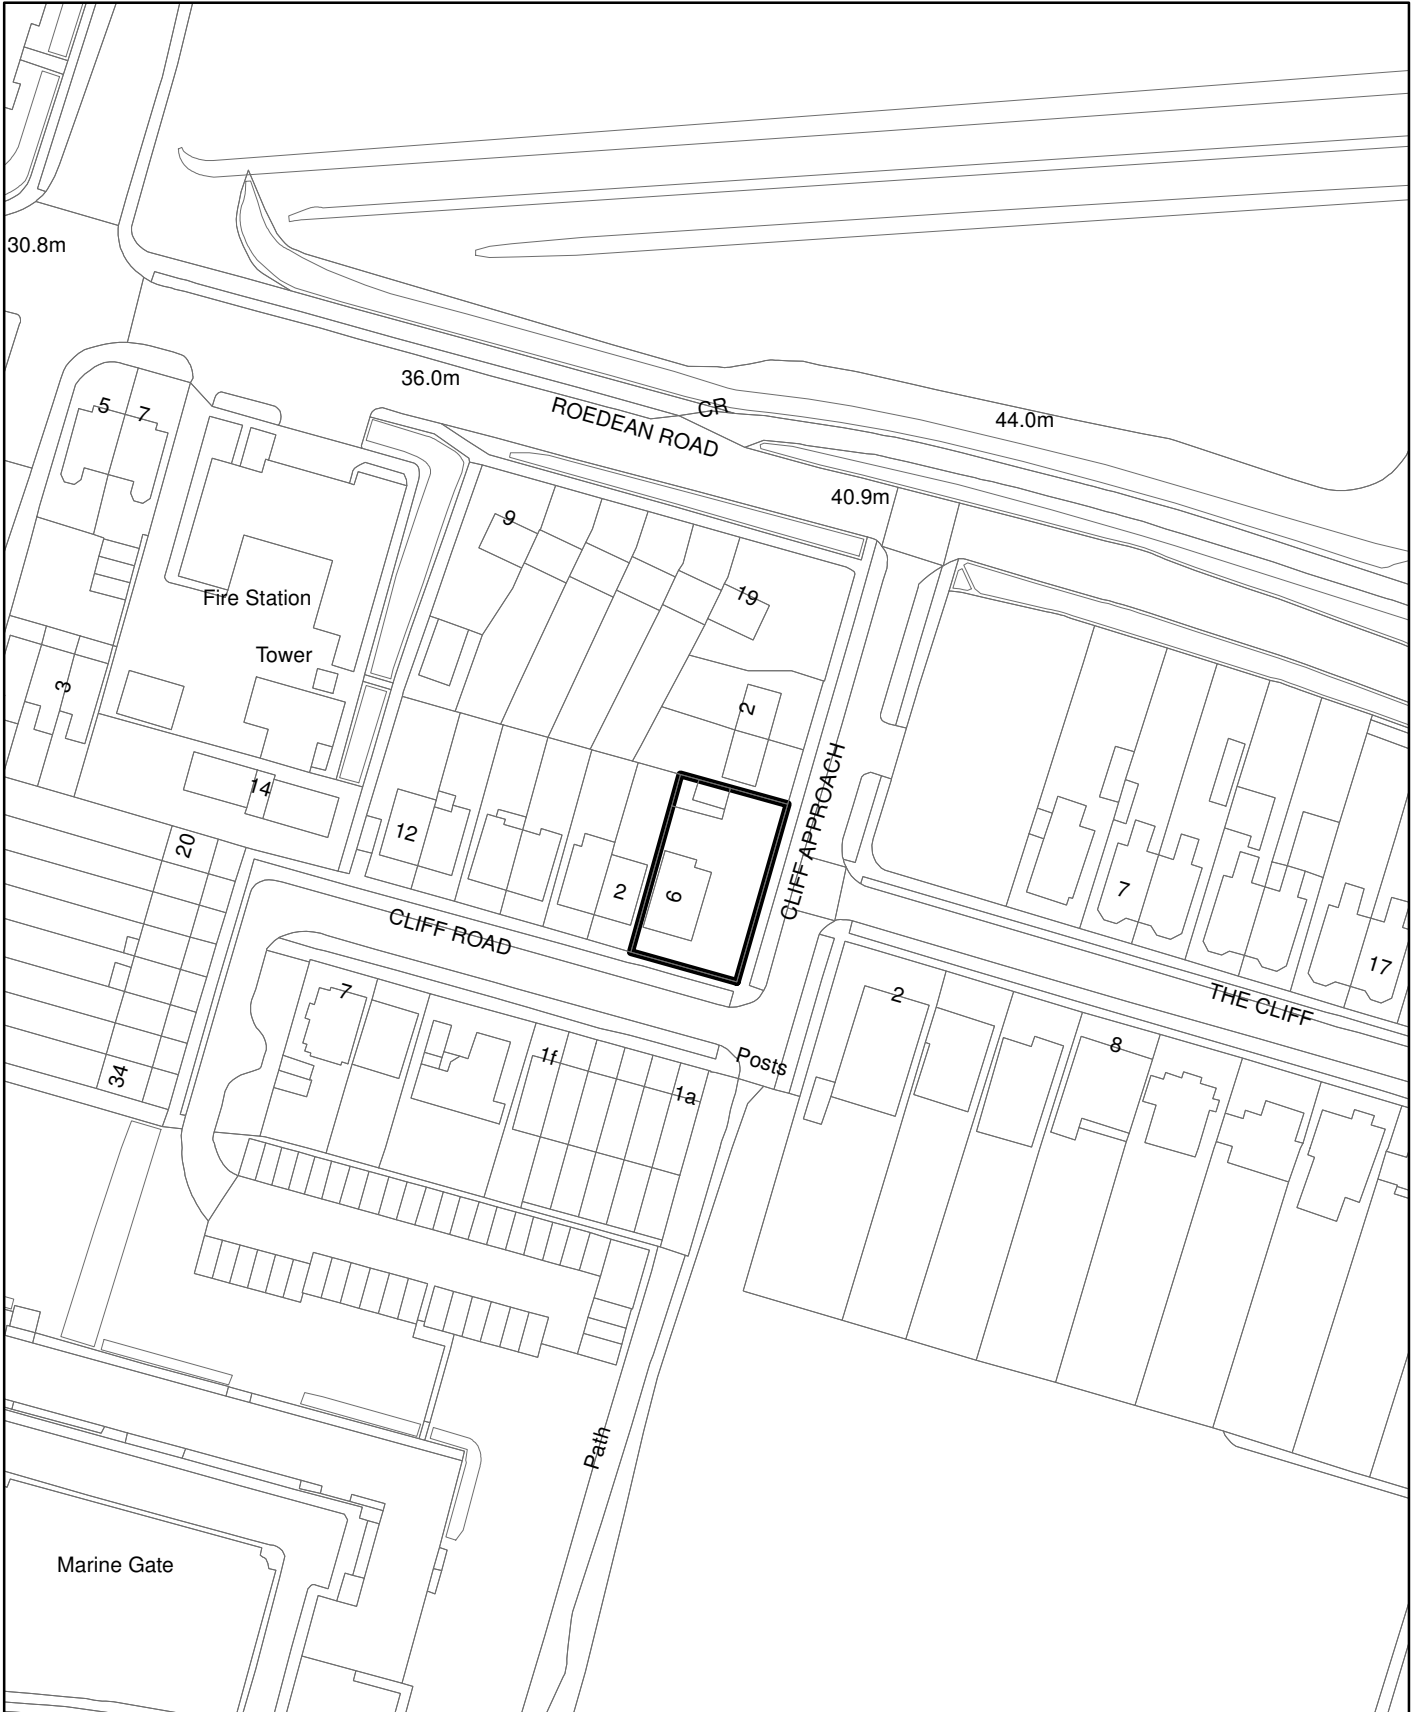 30.8m
36.0m
CR
ROEDEAN ROAD
44.0m
5
7
40.9m
9
19
Fire Station
Tower
3
2
14
12
20
CLIFF APPROACH
2
6
7
CLIFF ROAD
17
7
2
THE CLIFF
8
1f
Posts
34
1a
Path
Marine Gate